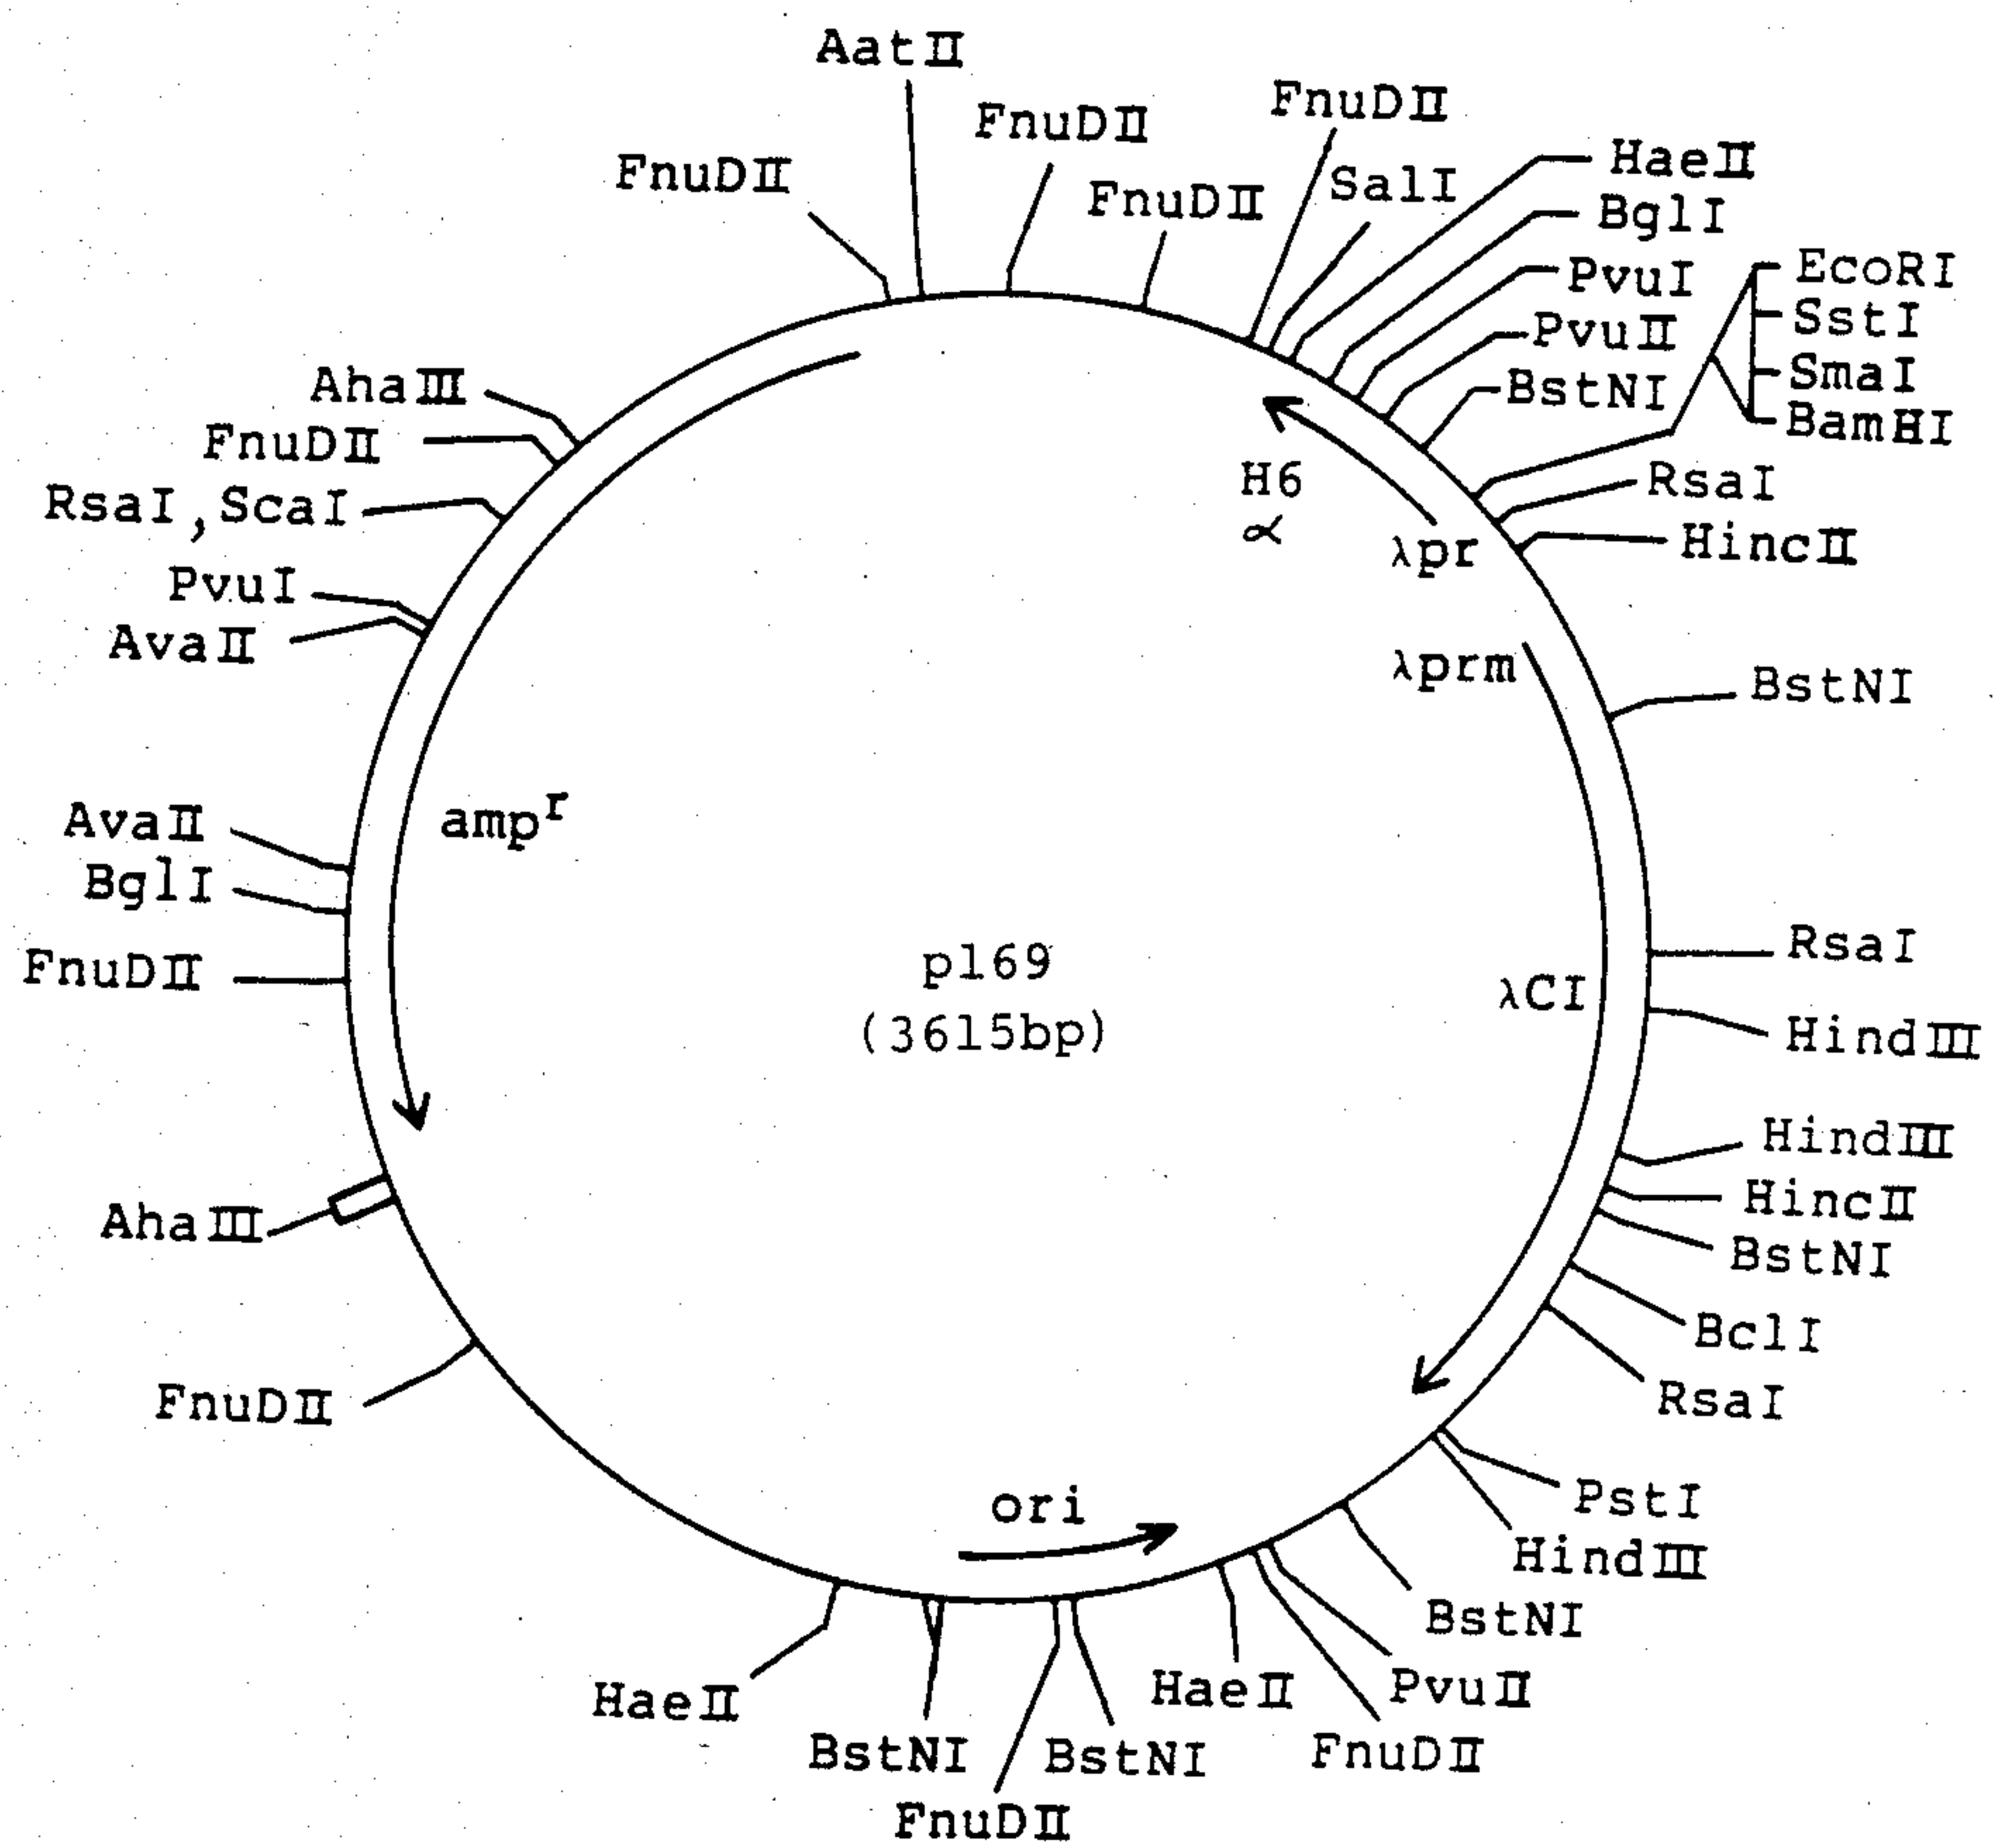 AatII
FnuDII
FnuDII
FnuDII
FnuDII
HaeII
SalI
BglI
PvuI
EcoRI
SstI
PvuII
SmaI
BstNI
BamHI
AhaIII
FnuDII
RsaI
RsaI,ScaI
H6
α
λpr
HincII
PvuI
AvaII
λprm
BstNI
AvaII
amp^r
BglI
FnuDII
p169
(3615bp)
RsaI
λCI
HindIII
HindIII
HincII
AhaIII
BstNI
BclI
FnuDII
RsaI
ori
PstI
HindIII
BstNI
HaeII
HaeII
PvuII
BstNI
BstNI
FnuDII
FnuDII